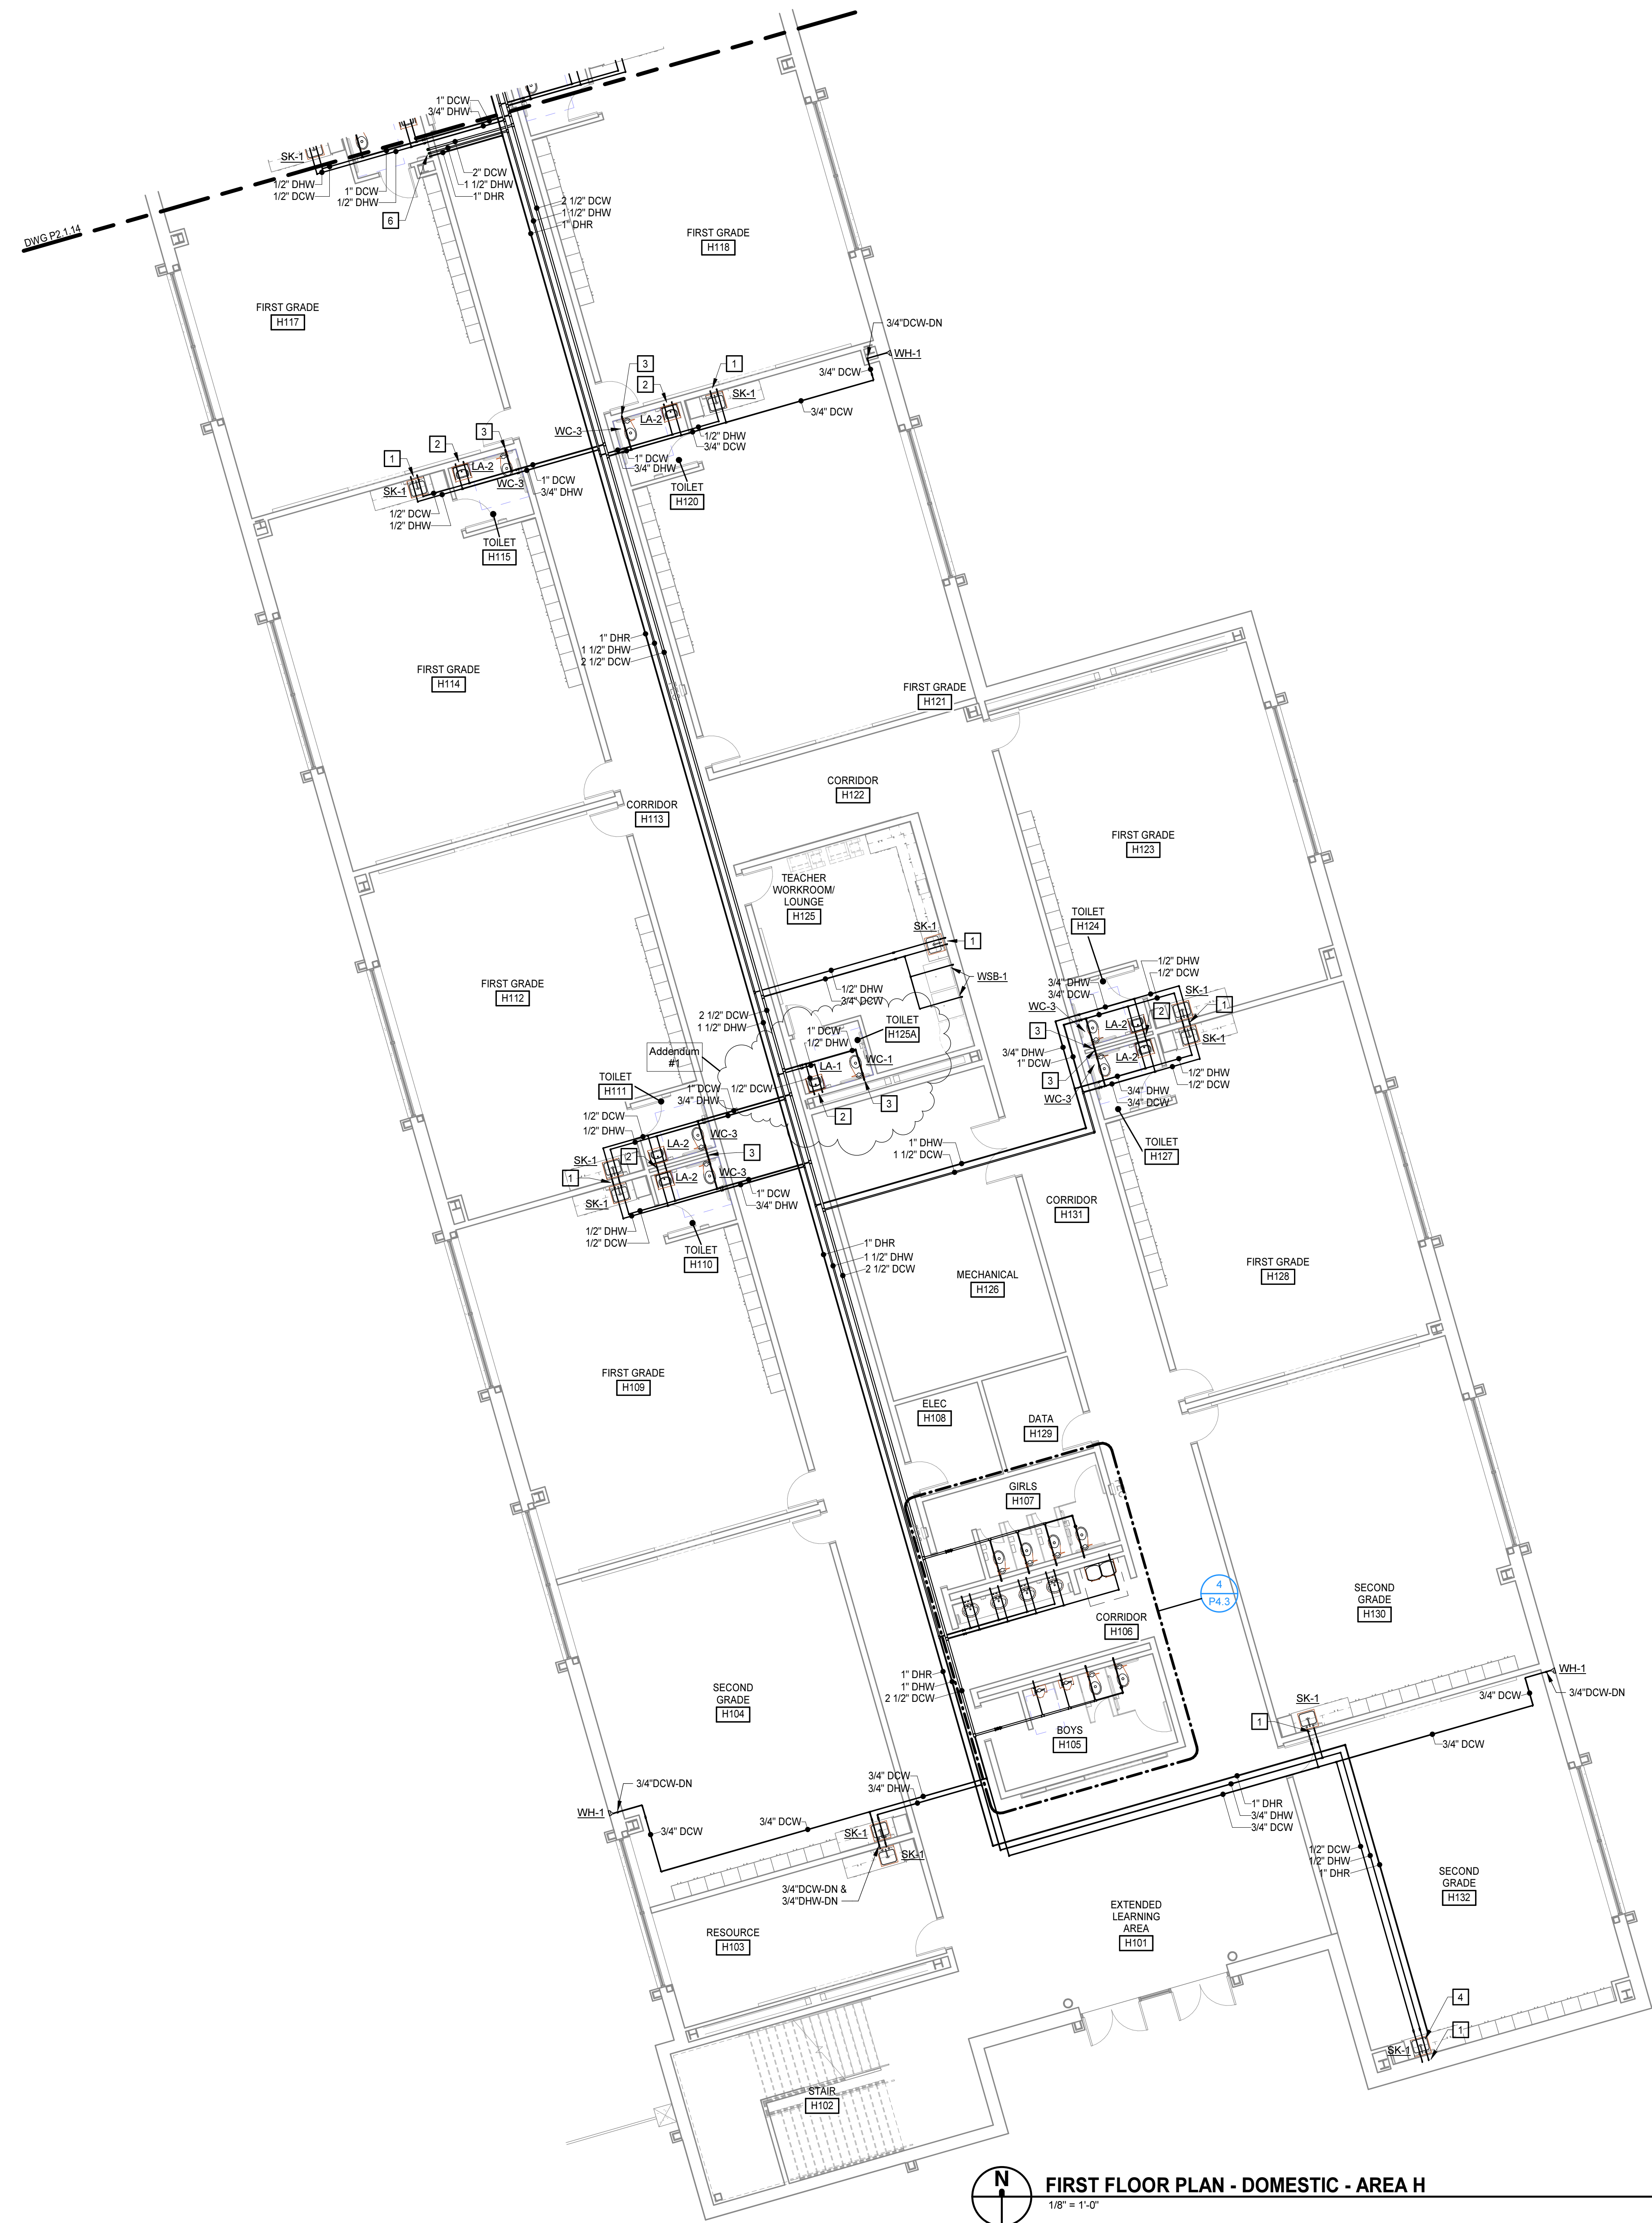 1" DCW
3/4" DHW
SK-1
1/2" DHW
1/2" DCW
1" DCW
1/2" DHW
2" DCW
1 1/2" DHW
1" DHR
6
DWG P2.1.14
2 1/2" DCW
1 1/2" DHW
1" DHR
FIRST GRADE
H118
FIRST GRADE
H117
3/4"DCW-DN
WH-1
3/4" DCW
3
1
2
SK-1
3/4" DCW
LA-2
WC-3
1/2" DHW
3/4" DCW
1" DCW
3/4" DHW
TOILET
H120
3
2
1
LA-2
SK-1
WC-3
1" DCW
3/4" DHW
1/2" DCW
1/2" DHW
TOILET
H115
1" DHR
1 1/2" DHW
2 1/2" DCW
FIRST GRADE
H114
FIRST GRADE
H121
CORRIDOR
H122
CORRIDOR
H113
FIRST GRADE
H123
TEACHER
WORKROOM/
LOUNGE
H125
SK-1
1
TOILET
H124
1/2" DHW
1/2" DCW
WSB-1
3/4" DHW
3/4" DCW
SK-1
1
2
WC-3
LA-2
3
SK-1
LA-2
3/4" DHW
1" DCW
1/2" DHW
1/2" DCW
3
WC-3
3/4" DHW
3/4" DCW
TOILET
H127
FIRST GRADE
H112
1/2" DHW
3/4" DCW
2 1/2" DCW
1 1/2" DHW
TOILET
H125A
1" DCW
1/2" DHW
Addendum
#1
LA-1
WC-1
1/2" DCW
3
2
TOILET
H111
1" DCW
3/4" DHW
1/2" DCW
1/2" DHW
LA-2
WC-3
SK-1
2
3
1
LA-2
WC-3
SK-1
1" DCW
3/4" DHW
1/2" DHW
1/2" DCW
TOILET
H110
1" DHW
1 1/2" DCW
CORRIDOR
H131
1" DHR
1 1/2" DHW
2 1/2" DCW
MECHANICAL
H126
FIRST GRADE
H128
FIRST GRADE
H109
ELEC
H108
DATA
H129
GIRLS
H107
4
P4.3
SECOND
GRADE
H130
CORRIDOR
H106
1" DHR
1" DHW
2 1/2" DCW
WH-1
3/4" DCW
3/4"DCW-DN
SK-1
1
SECOND
GRADE
H104
BOYS
H105
3/4" DCW
3/4" DCW
3/4" DHW
3/4"DCW-DN
WH-1
3/4" DCW
3/4" DCW
SK-1
SK-1
1" DHR
3/4" DHW
3/4" DCW
1/2" DCW
1/2" DHW
1" DHR
SECOND
GRADE
H132
3/4"DCW-DN &
3/4"DHW-DN
EXTENDED
LEARNING
AREA
H101
RESOURCE
H103
4
1
SK-1
STAIR
H102
N
FIRST FLOOR PLAN - DOMESTIC - AREA H
1/8" = 1'-0"